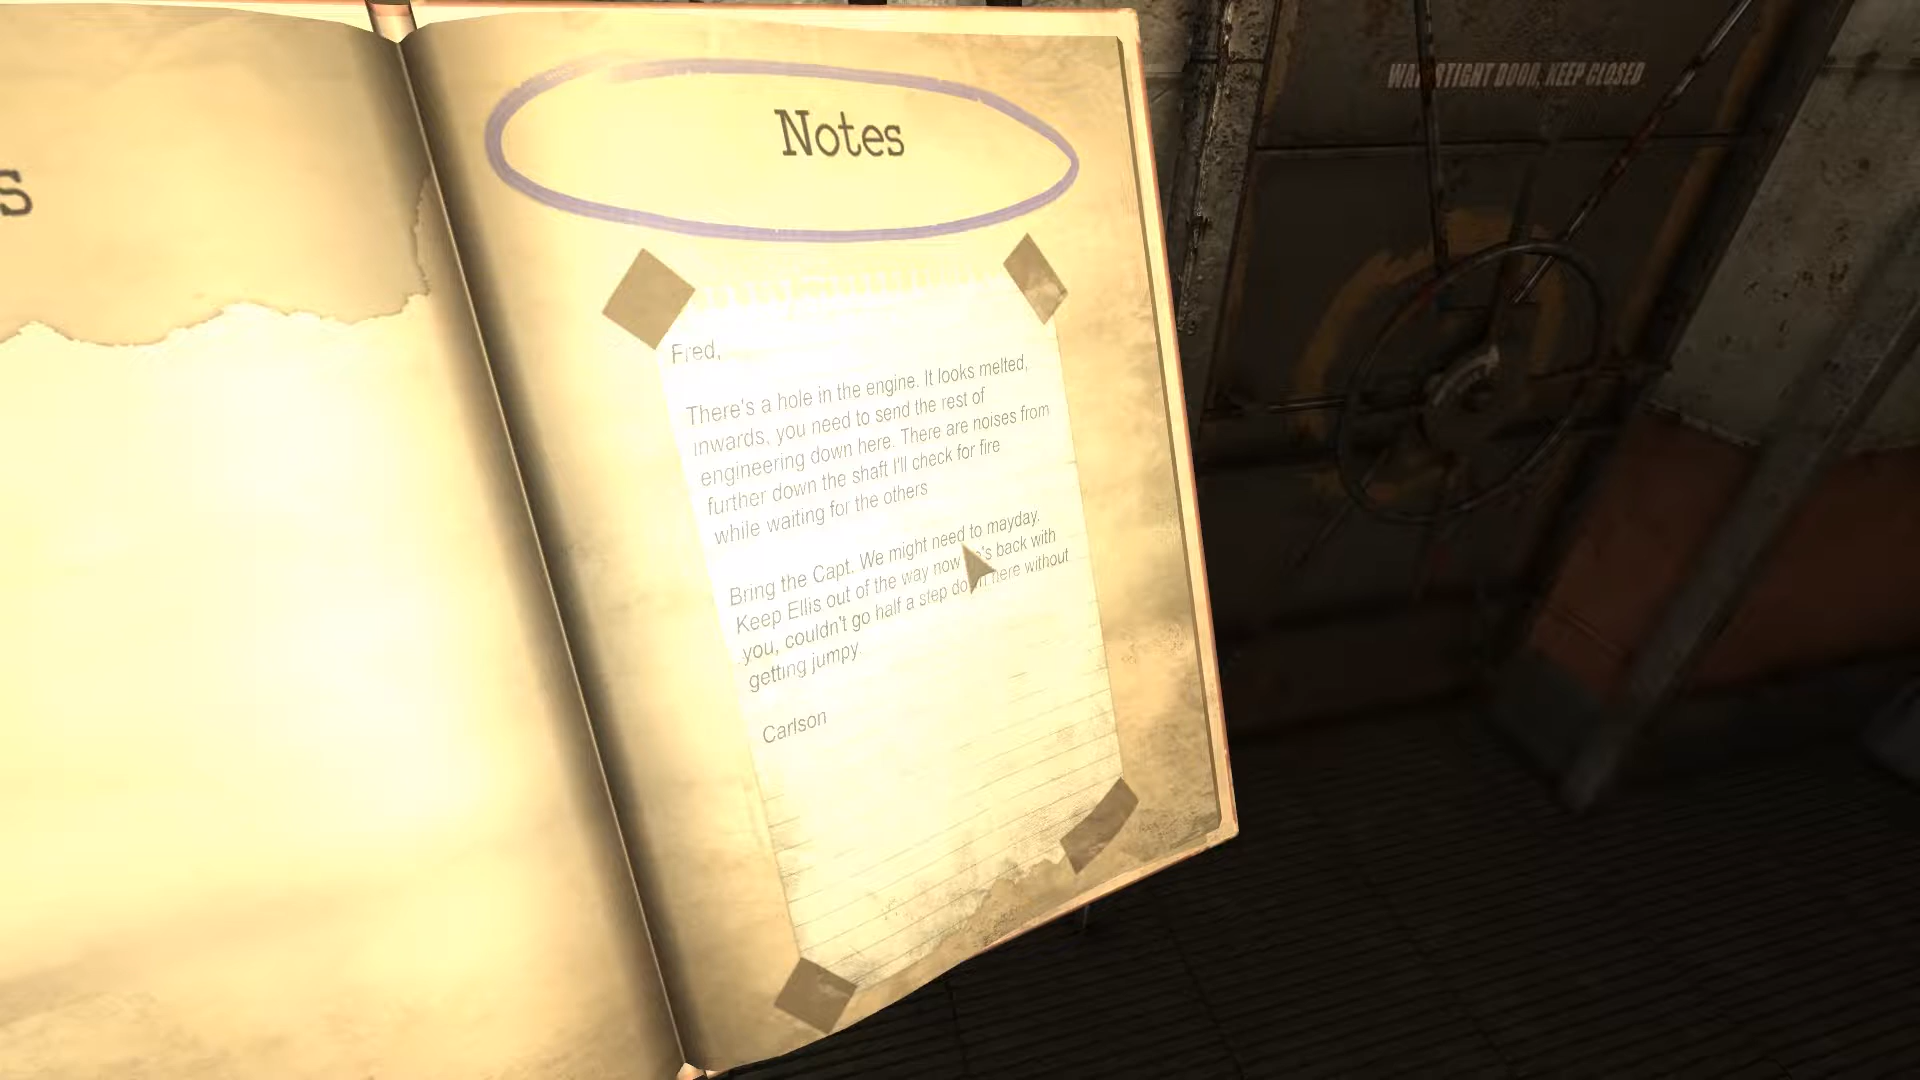 s
Notes
WATERTIGHT DOOR, KEEP CLOSED
Fred,
There's a hole in the engine. It looks melted,
inwards, you need to send the rest of
engineering down here. There are noises from
further down the shaft I'll check for fire
while waiting for the others
Bring the Capt. We might need to mayday.
Keep Ellis out of the way now he's back with
you, couldn't go half a step down here without
getting jumpy.
Carlson